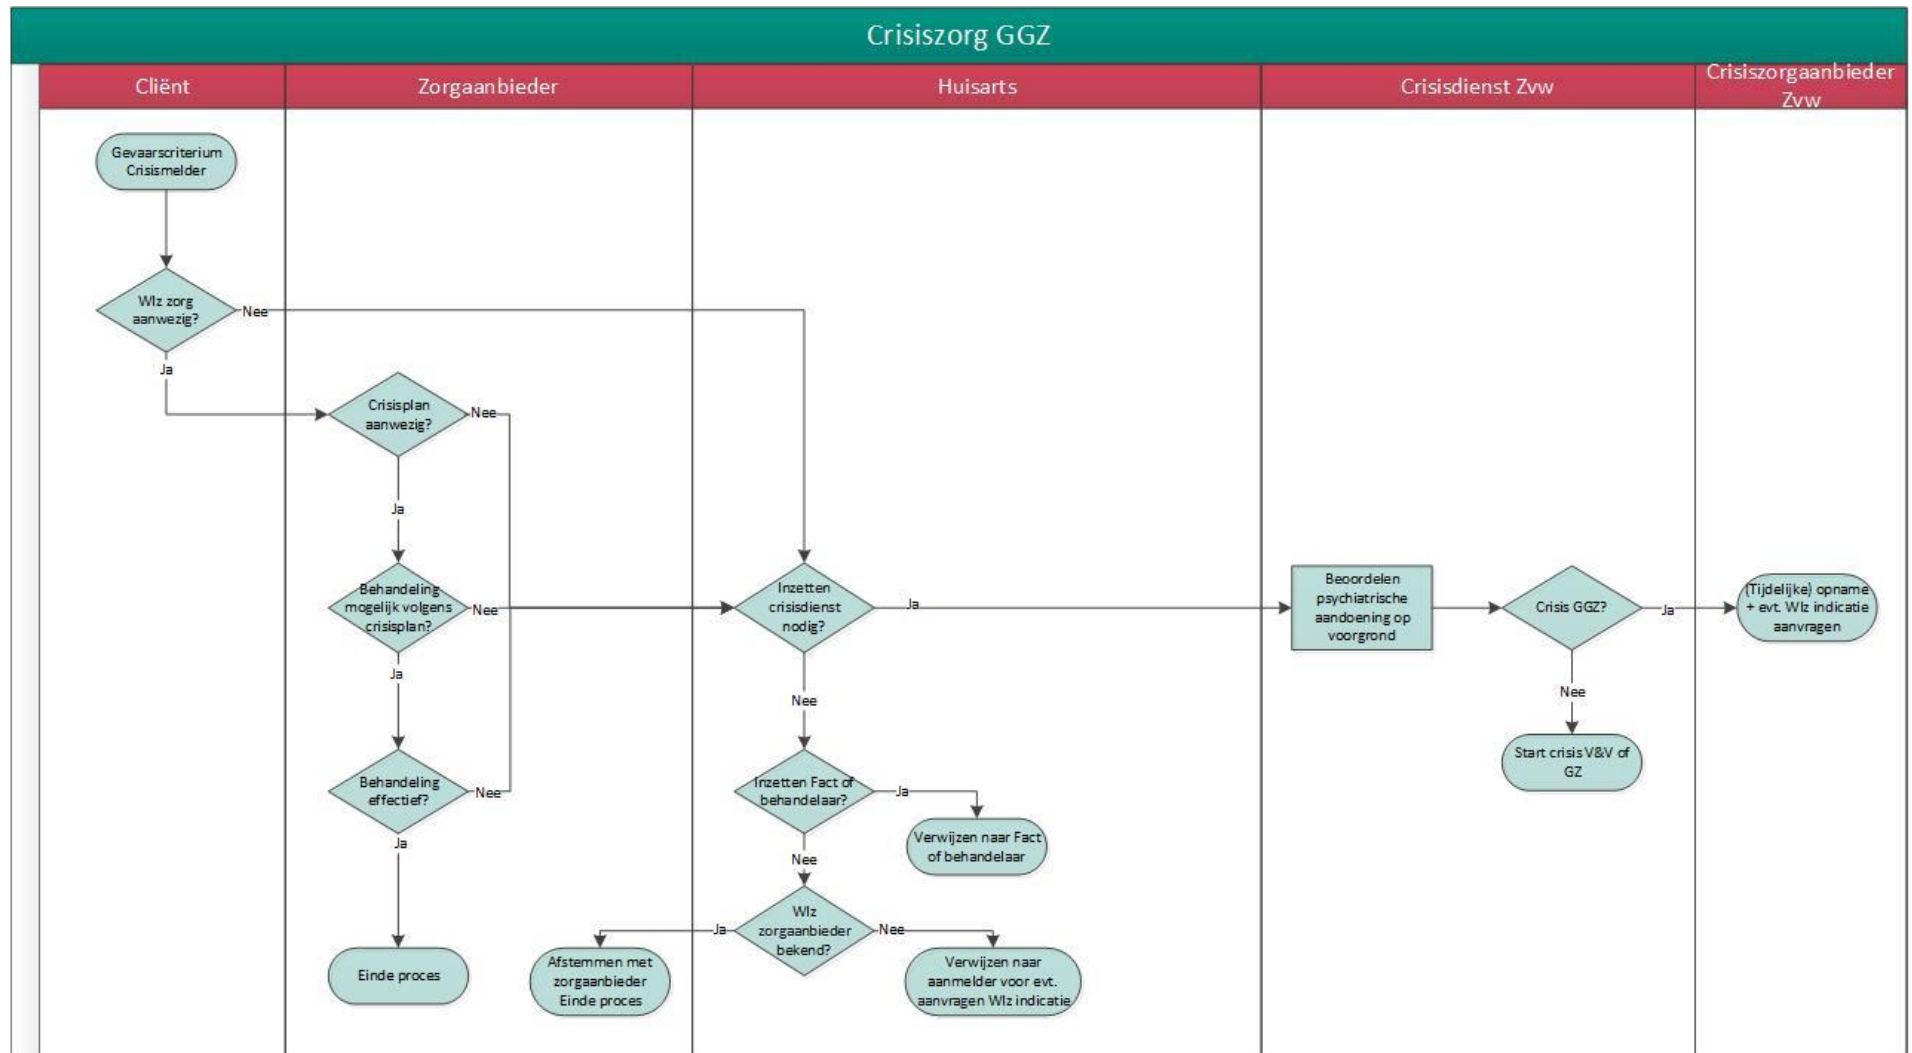 Crisiszorg GGZ
Cliënt
Zorgaanbieder
Huisarts
Crisisdienst Zvw
Crisiszorgaanbieder
Zvw
Gevaarscriterium
Crisismelder
Wlz zorg
aanwezig?
Nee
Ja
Crisisplan
aanwezig?
Nee
Ja
Behandeling
mogelijk volgens
crisisplan?
Nee
Ja
Inzetten
crisisdienst
nodig?
Ja
Nee
Beoordelen
psychiatrische
aandoening op
voorgrond
Crisis GGZ?
Ja
Nee
(Tijdelijke) opname
+ evt. Wlz indicatie
aanvragen
Start crisis V&V of
GZ
Behandeling
effectief?
Nee
Ja
Inzetten Fact of
behandelaar?
Ja
Nee
Verwijzen naar Fact
of behandelaar
Wlz
zorgaanbieder
bekend?
Ja
Nee
Einde proces
Afstemmen met
zorgaanbieder
Einde proces
Verwijzen naar
aanmelder voor evt.
aanvragen Wlz indicatie